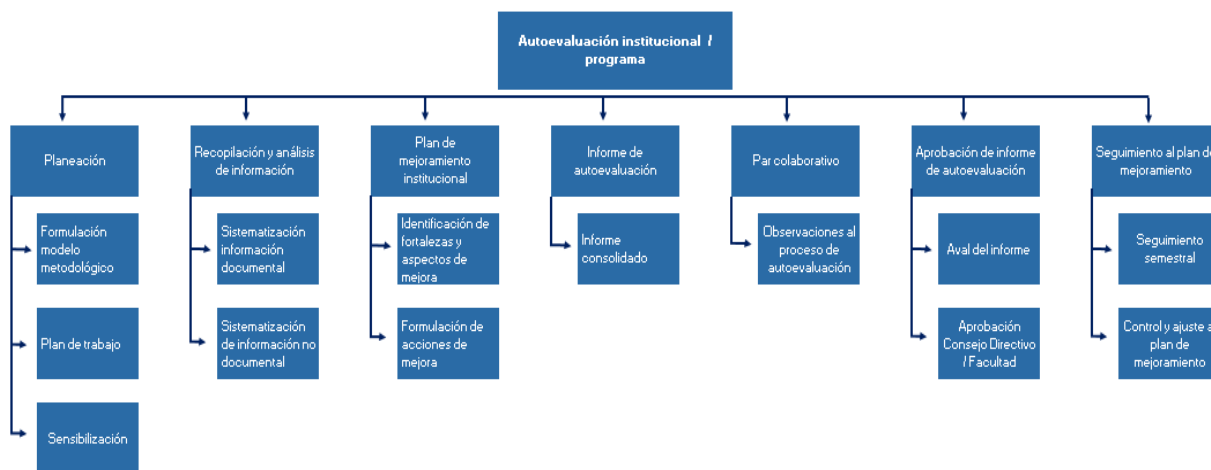 Autoevaluación institucional /
programa
Planeación
Recopilación y análisis
de información
Plan de
mejoramiento
institucional
Informe de
autoevaluación
Par colaborativo
Aprobación de informe
de autoevaluación
Seguimiento al plan de
mejoramiento
Formulación
modelo
metodológico
Sistematización
información
documental
Identificación de
fortalezas y
aspectos de
mejora
Informe
consolidado
Observaciones al
proceso de
autoevaluación
Aval del informe
Seguimiento
semestral
Plan de trabajo
Sistematización
de información no
documental
Formulación de
acciones de
mejora
Aprobación
Consejo Directivo
/ Facultad
Control y ajuste al
plan de
mejoramiento
Sensibilización